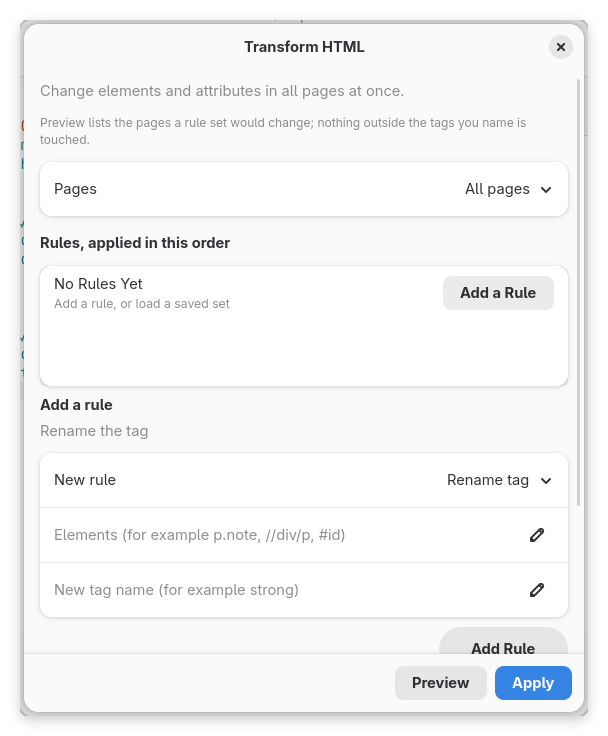 Transform HTML
Change elements and attributes in all pages at once.
Preview lists the pages a rule set would change; nothing outside the tags you name is
touched.
Pages
All pages
Rules, applied in this order
No Rules Yet
Add a rule, or load a saved set
Add a Rule
Add a rule
Rename the tag
New rule
Rename tag
Elements (for example p.note, //div/p, #id)
New tag name (for example strong)
Add Rule
Preview
Apply